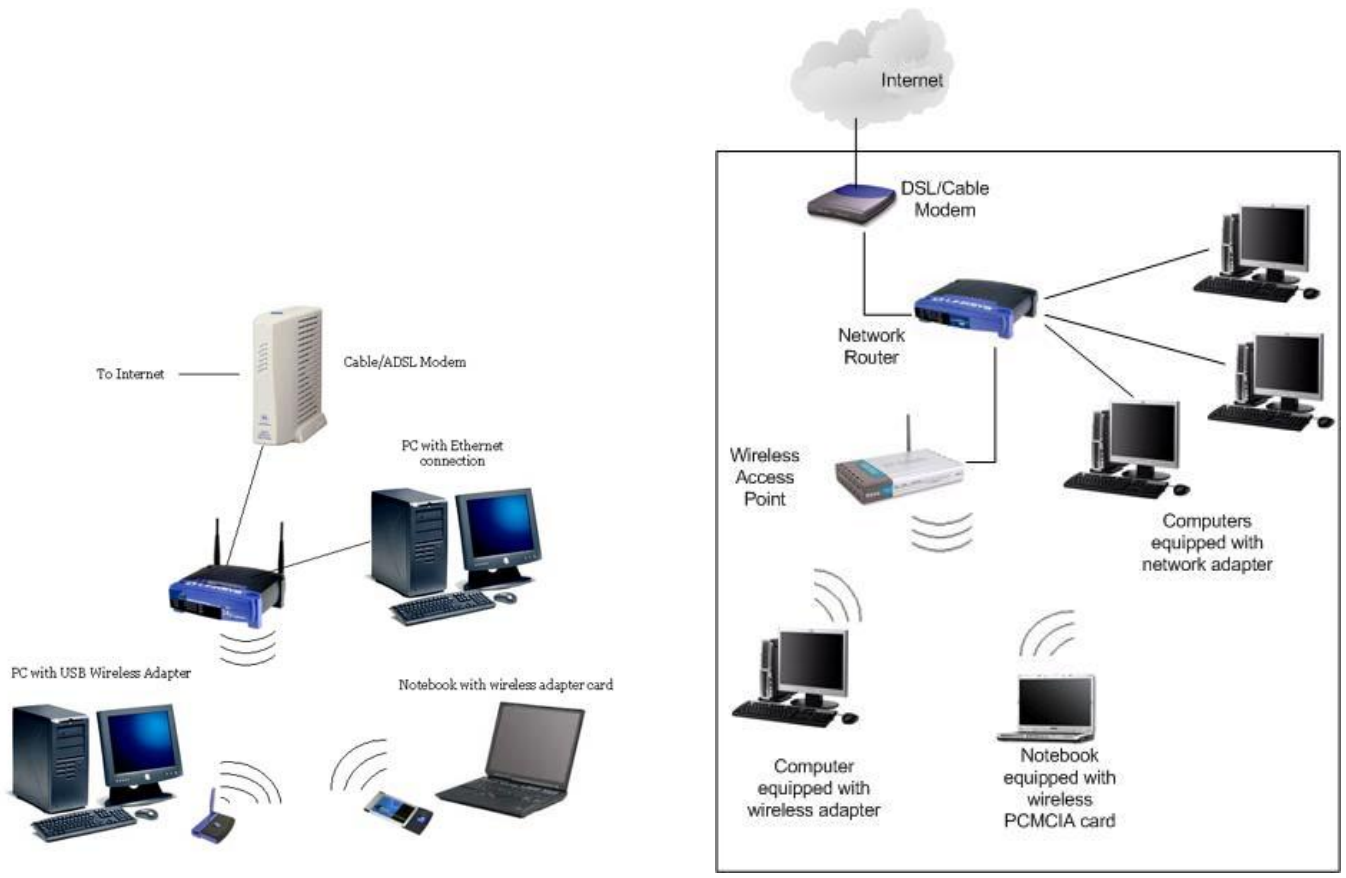 To Internet
Cable/ADSL Modem
PC with Ethernet
connection
PC with USB Wireless Adapter
Notebook with wireless adapter card
Internet
DSL/Cable
Modem
Network
Router
LINKSYS
Wireless
Access
Point
Computers
equipped with
network adapter
Computer
equipped with
wireless adapter
Notebook
equipped with
wireless
PCMCIA card